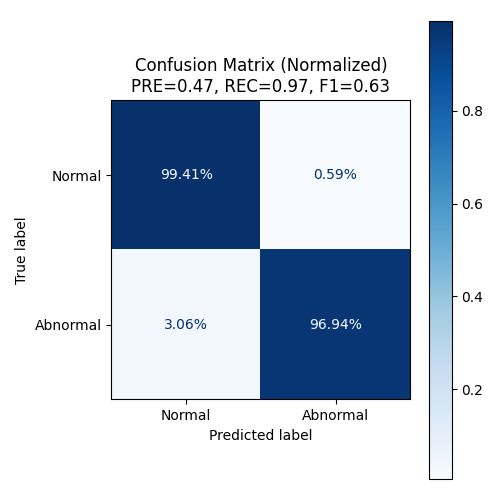 Confusion Matrix (Normalized)
PRE=0.47, REC=0.97, F1=0.63
Normal
99.41%
0.59%
Abnormal
3.06%
96.94%
Normal
Abnormal
Predicted label
True label
0.8
0.6
0.4
0.2